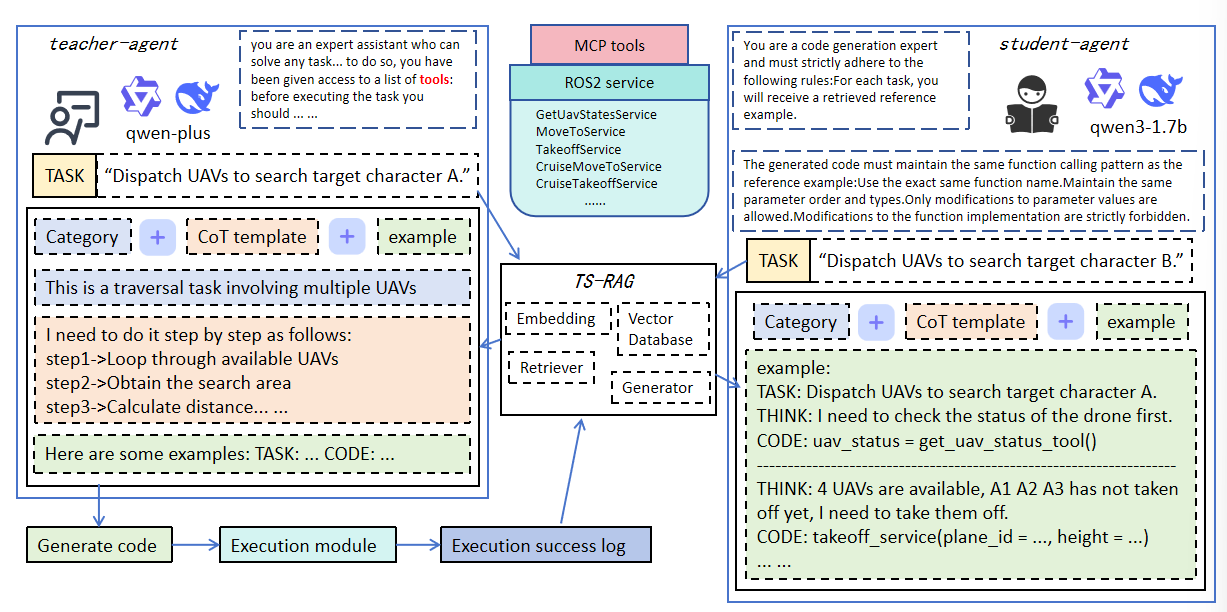 teacher-agent
you are an expert assistant who can
solve any task... to do so, you have
been given access to a list of tools:
before executing the task you
should ... ...
qwen-plus
TASK
“Dispatch UAVs to search target character A.”
Category
+
CoT template
+
example
This is a traversal task involving multiple UAVs
I need to do it step by step as follows:
step1->Loop through available UAVs
step2->Obtain the search area
step3->Calculate distance... ...
Here are some examples: TASK: ... CODE: ...
Generate code
Execution module
Execution success log
MCP tools
ROS2 service
GetUavStatesService
MoveToService
TakeoffService
CruiseMoveToService
CruiseTakeoffService
......
TS-RAG
Embedding
Vector
Database
Retriever
Generator
You are a code generation expert
and must strictly adhere to the
following rules:For each task, you
will receive a retrieved reference
example.
student-agent
qwen3-1.7b
The generated code must maintain the same function calling pattern as the
reference example:Use the exact same function name.Maintain the same
parameter order and types.Only modifications to parameter values are
allowed.Modifications to the function implementation are strictly forbidden.
TASK
“Dispatch UAVs to search target character B.”
Category
+
CoT template
+
example
example:
TASK: Dispatch UAVs to search target character A.
THINK: I need to check the status of the drone first.
CODE: uav_status = get_uav_status_tool()
THINK: 4 UAVs are available, A1 A2 A3 has not taken
off yet, I need to take them off.
CODE: takeoff_service(plane_id = ..., height = ...)
... ...